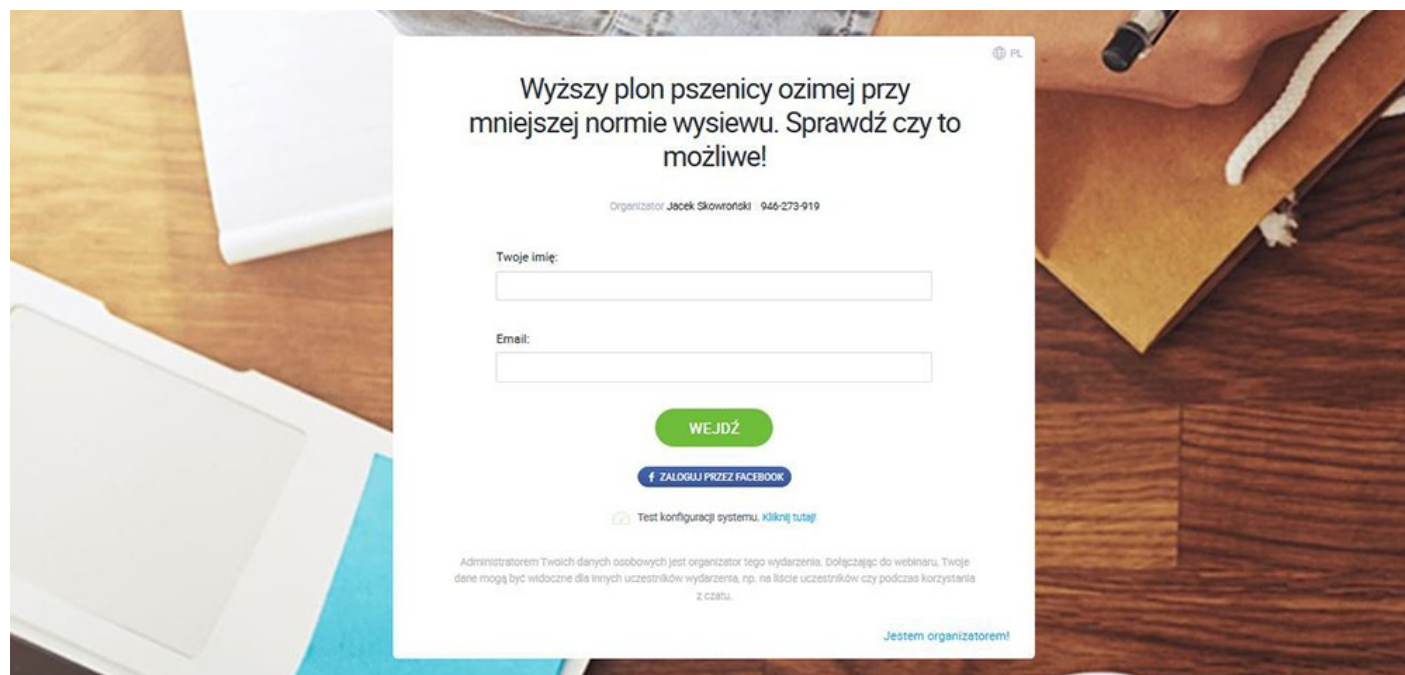 PL
Wyższy plon pszenicy ozimej przy
mniejszej normie wysiewu. Sprawdź czy to
możliwe!
Organizator Jacek Skowroński 946-273-919
Twoje imię:
Email:
WEJDŹ
f ZALOGUJ PRZEZ FACEBOOK
Test konfiguracji systemu. Kliknij tutaj!
Administratorem Twoich danych osobowych jest organizator tego wydarzenia. Dołączając do webinaru, Twoje
dane mogą być widoczne dla innych uczestników wydarzenia, np. na liście uczestników czy podczas korzystania
z czatu.
Jestem organizatorem!